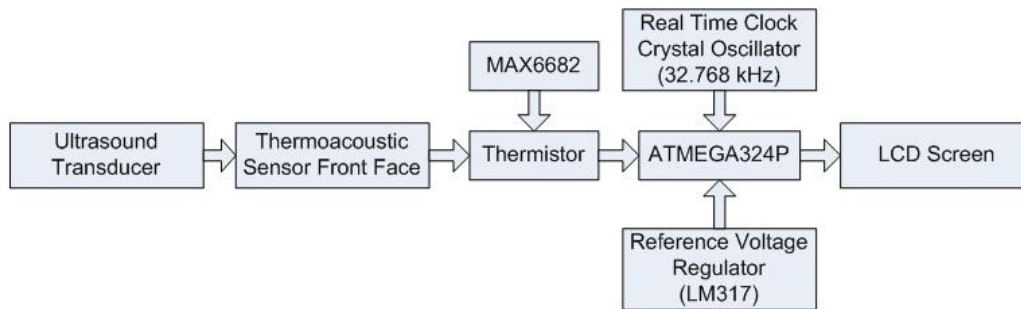 Real Time Clock
Crystal Oscillator
(32.768 kHz)
MAX6682
Ultrasound
Transducer
Thermoacoustic
Sensor Front Face
Thermistor
ATMEGA324P
LCD Screen
Reference Voltage
Regulator
(LM317)